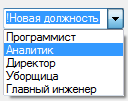 !Новая должность
Программист
Аналитик
Директор
Уборщица
Главный инженер